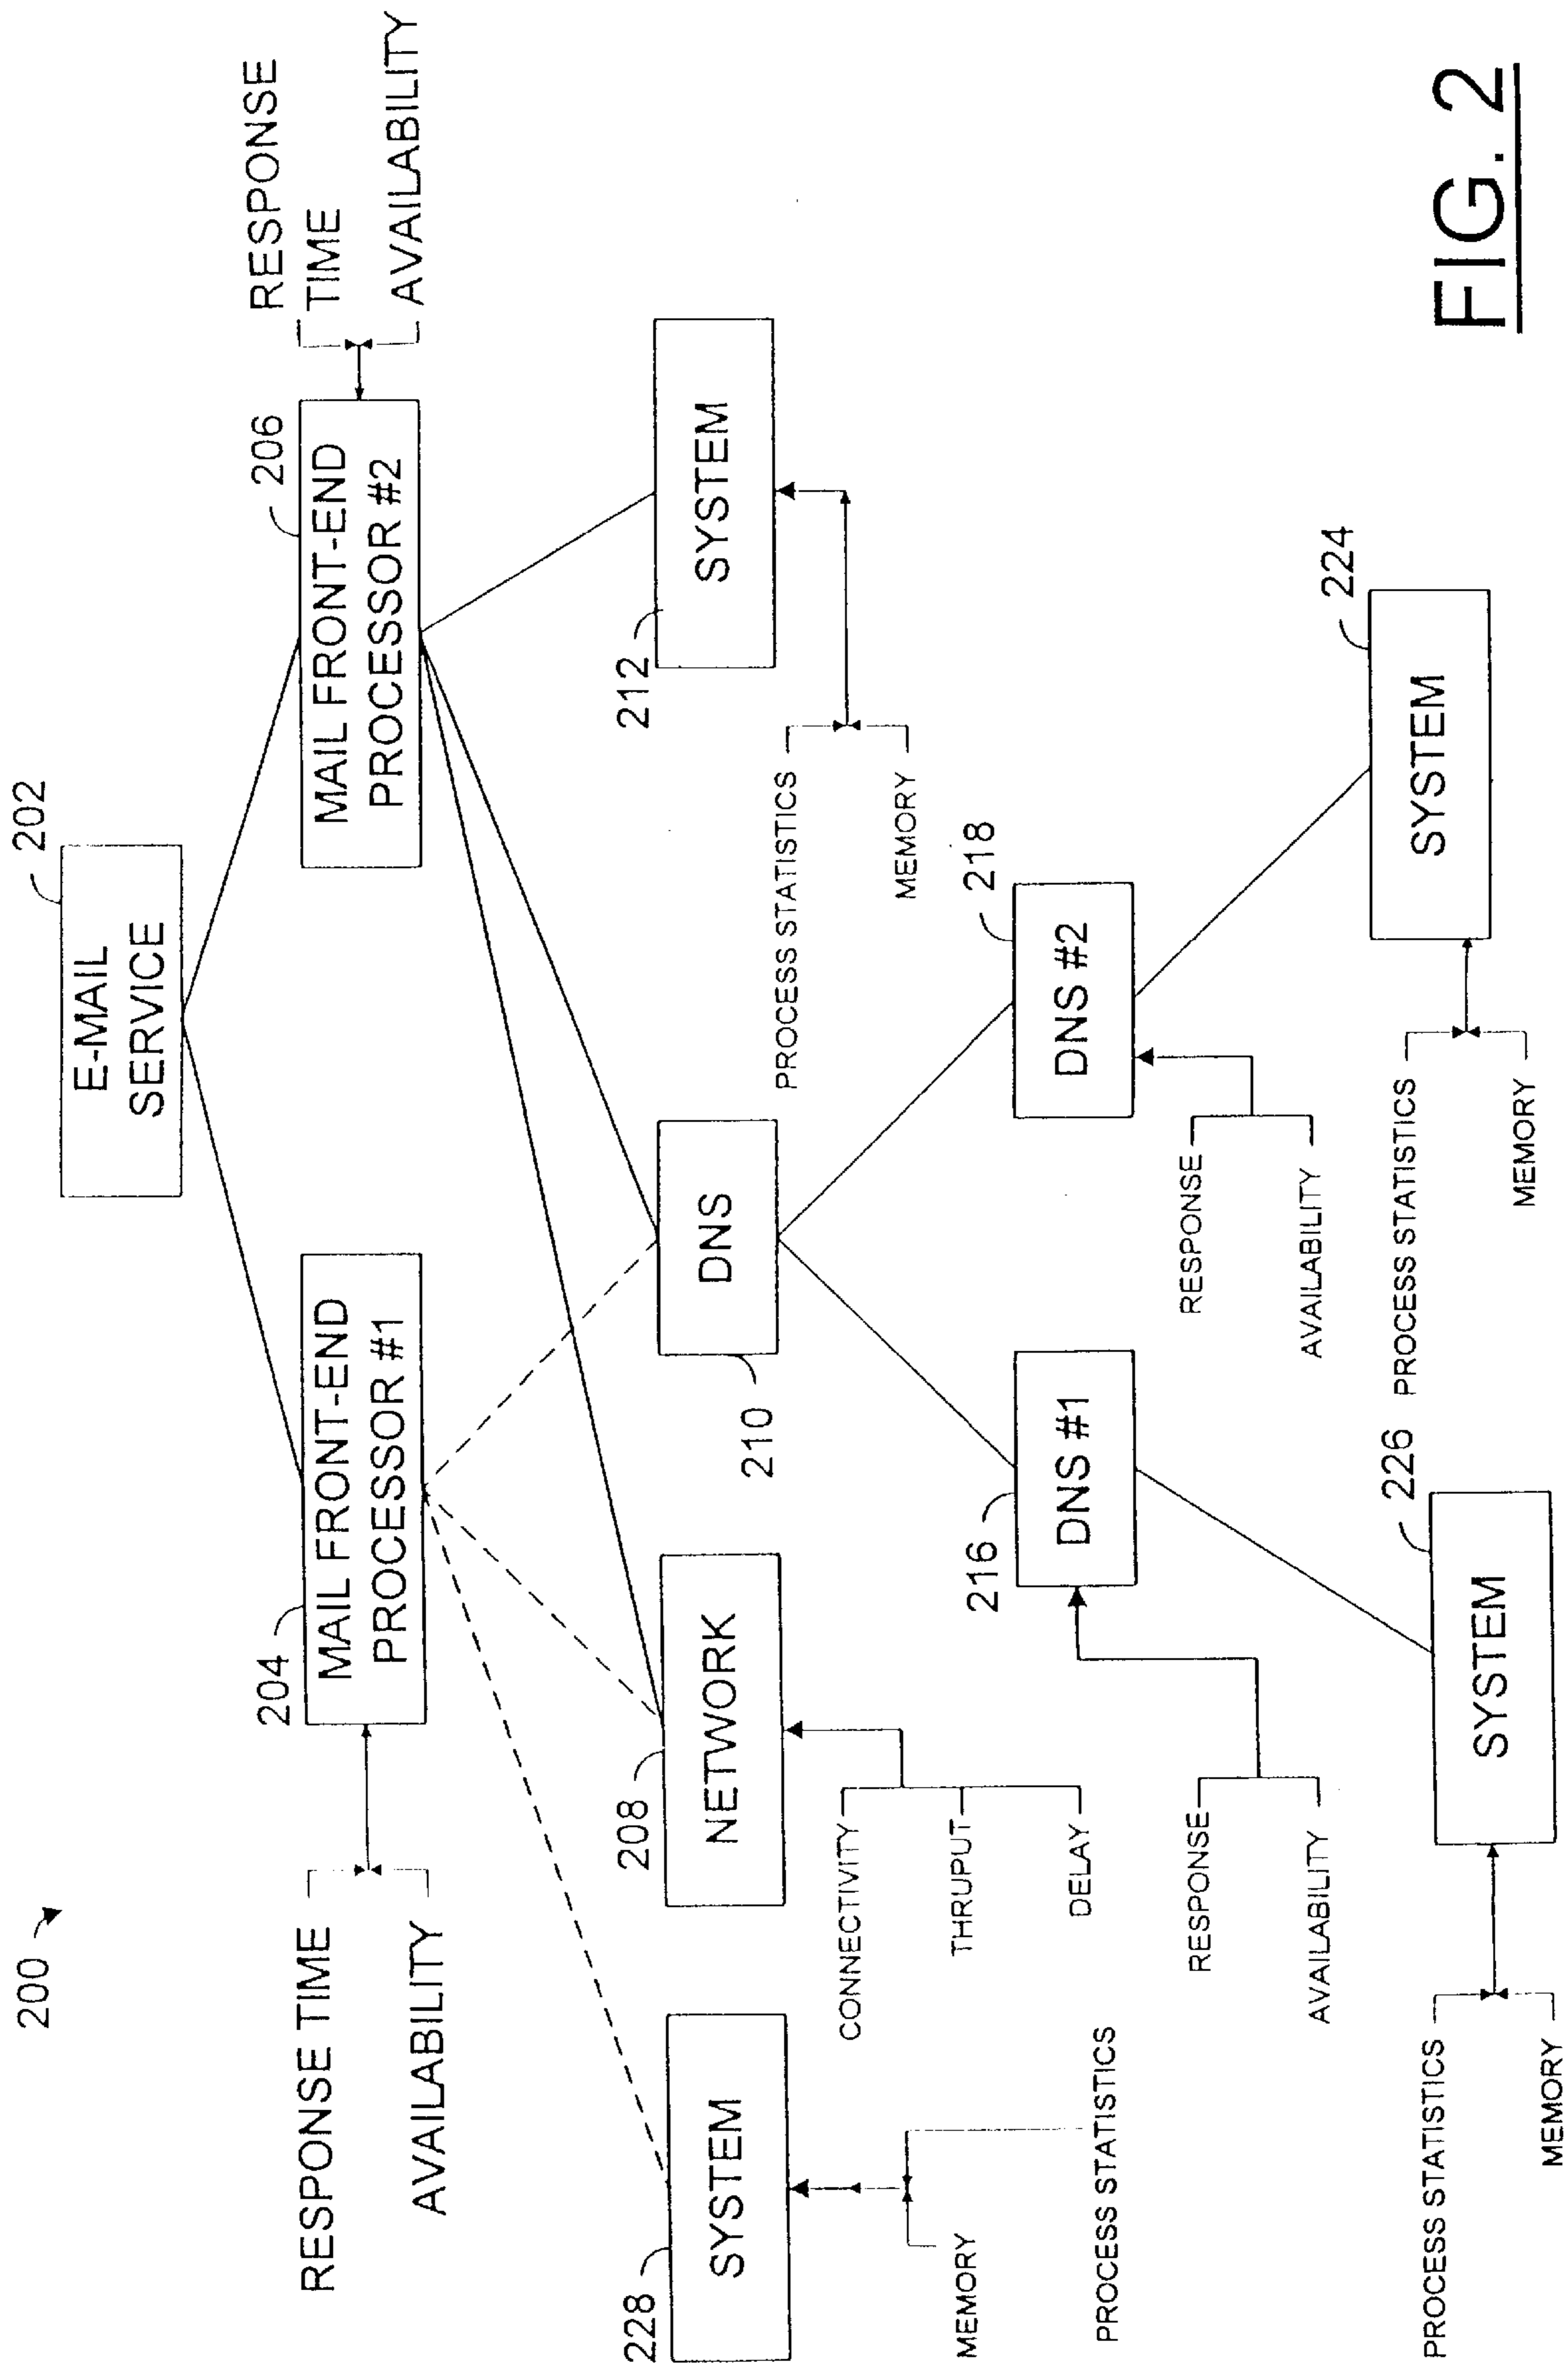 200
202
E-MAIL
SERVICE
204
MAIL FRONT-END
PROCESSOR #1
RESPONSE TIME
AVAILABILITY
206
MAIL FRONT-END
PROCESSOR #2
RESPONSE
TIME
AVAILABILITY
228
SYSTEM
MEMORY
PROCESS STATISTICS
208
NETWORK
CONNECTIVITY
THRUPUT
DELAY
210
DNS
212
SYSTEM
PROCESS STATISTICS
MEMORY
216
DNS #1
RESPONSE
AVAILABILITY
218
DNS #2
RESPONSE
AVAILABILITY
226
SYSTEM
PROCESS STATISTICS
MEMORY
224
SYSTEM
PROCESS STATISTICS
MEMORY
FIG. 2